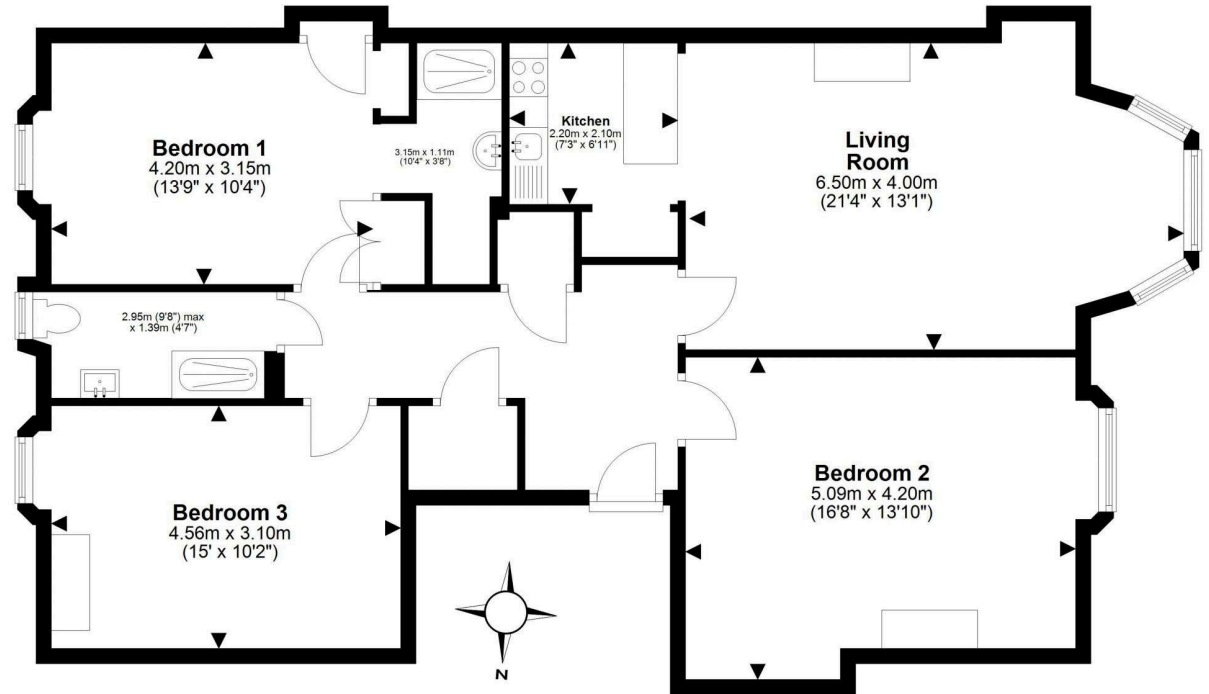 Bedroom 1
4.20m x 3.15m
(13'9" x 10'4")
3.15m x 1.11m
(10'4" x 3'8")
Kitchen
2.20m x 2.10m
(7'3" x 6'11")
Living
Room
6.50m x 4.00m
(21'4" x 13'1")
2.95m (9'8") max
x 1.39m (4'7")
Bedroom 3
4.56m x 3.10m
(15' x 10'2")
Bedroom 2
5.09m x 4.20m
(16'8" x 13'10")
N